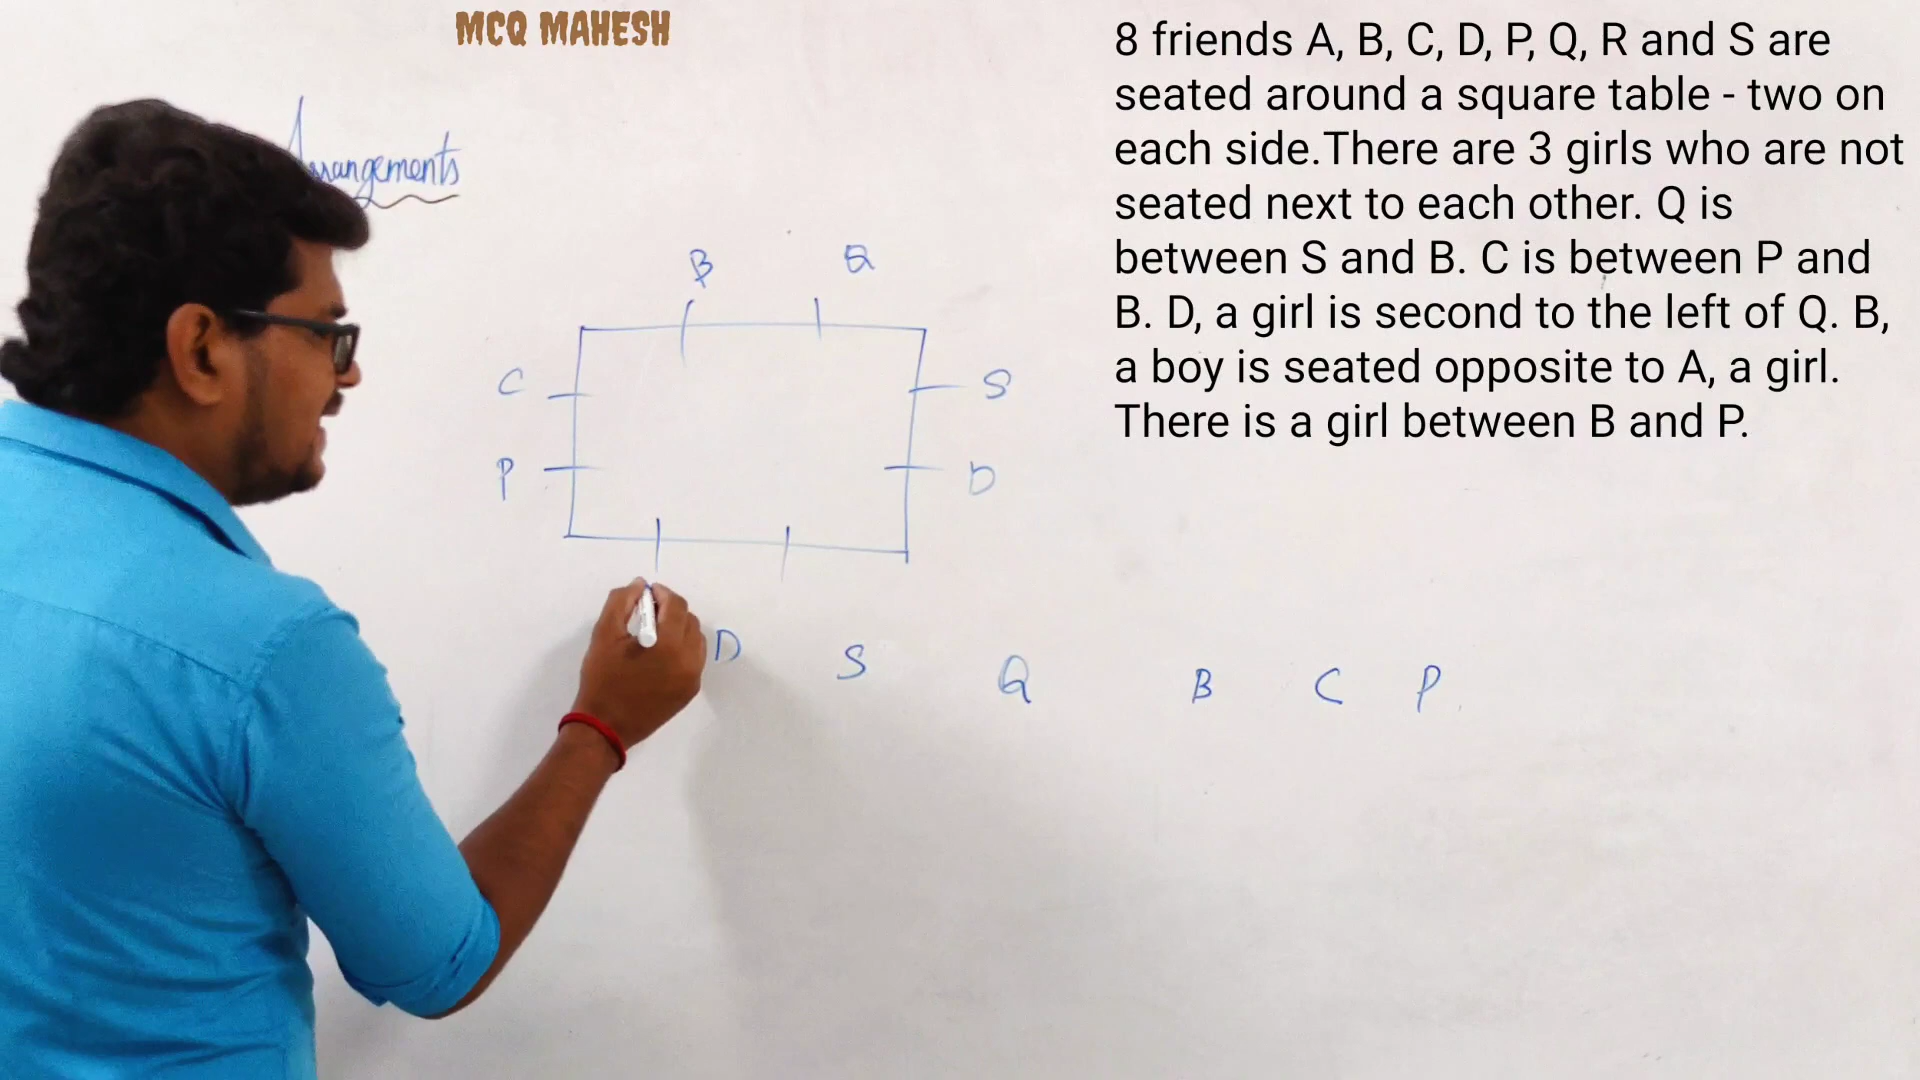 MCQ MAHESH
8 friends A, B, C, D, P, Q, R and S are
seated around a square table - two on
each side.There are 3 girls who are not
seated next to each other. Q is
between S and B. C is between P and
B. D, a girl is second to the left of Q. B,
a boy is seated opposite to A, a girl.
There is a girl between B and P.
Arrangements
B Q
C S
P D
D S Q B C P